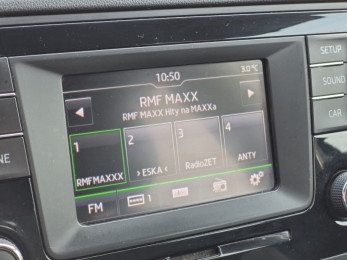 10:50
3.0°C
RMF MAXX
RMF MAXX Hity na MAXXa
1
2
3
4
RMFMAXXX
> ESKA <
RadioZET
ANTY
FM
1
SETUP
SOUND
CAR